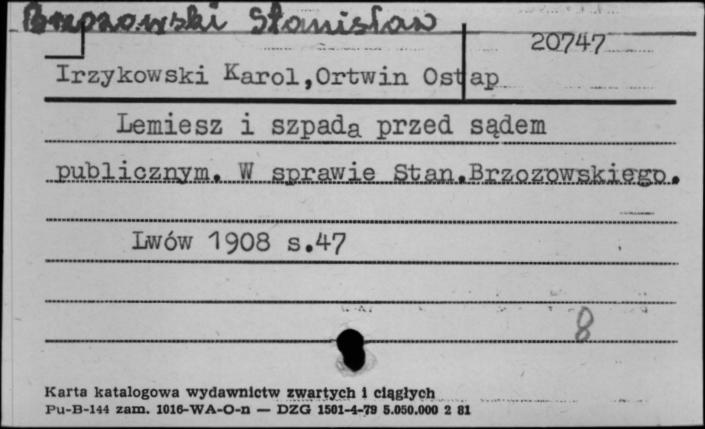 Brzozowski Stanisław
20747
Irzykowski Karol,Ortwin Ostap
Lemiesz i szpada przed sądem
publicznym. W sprawie Stan.Brzozowskiego.
Lwów 1908 s.47
8
Karta katalogowa wydawnictw zwartych i ciągłych
Pu-B-144 zam. 1016-WA-O-n — DZG 1501-4-79 5.050.000 2 81